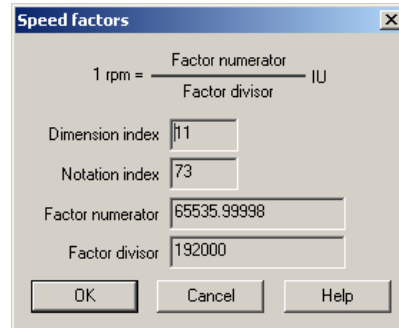 Speed factors
1 rpm = Factor numerator / Factor divisor IU
Dimension index 11
Notation index 73
Factor numerator 65535.99998
Factor divisor 192000
OK Cancel Help